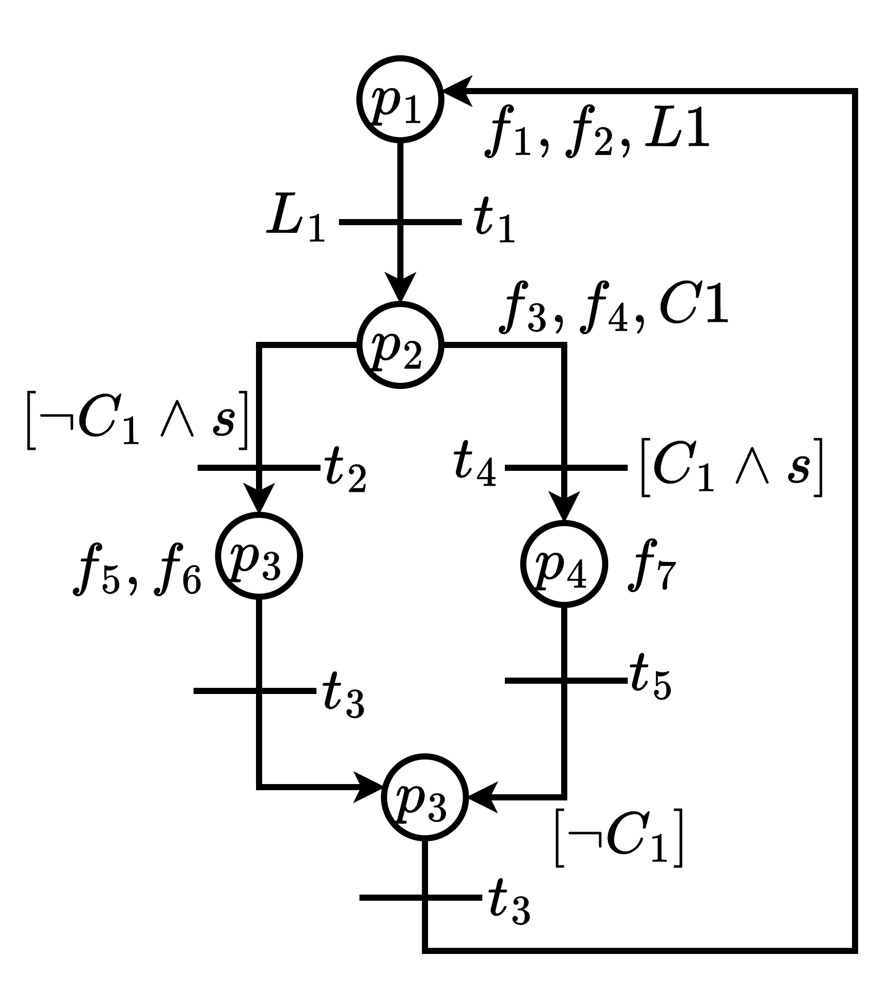 p₁
f₁, f₂, L1
L₁
t₁
f₃, f₄, C1
p₂
[¬C₁ ∧ s]
t₂
t₄
[C₁ ∧ s]
f₅, f₆
p₃
p₄
f₇
t₃
t₅
p₃
[¬C₁]
t₃